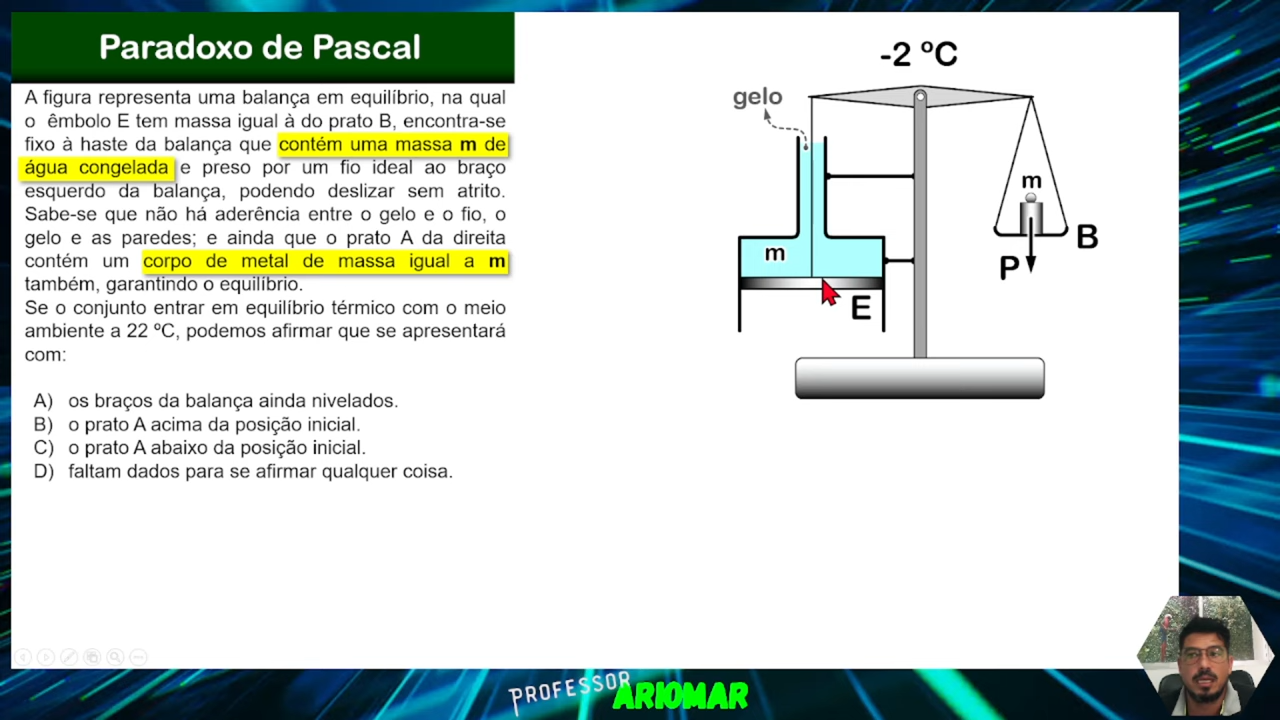 Paradoxo de Pascal
A figura representa uma balança em equilíbrio, na qual
o êmbolo E tem massa igual à do prato B, encontra-se
fixo à haste da balança que contém uma massa m de
água congelada e preso por um fio ideal ao braço
esquerdo da balança, podendo deslizar sem atrito.
Sabe-se que não há aderência entre o gelo e o fio, o
gelo e as paredes; e ainda que o prato A da direita
contém um corpo de metal de massa igual a m
também, garantindo o equilíbrio.
Se o conjunto entrar em equilíbrio térmico com o meio
ambiente a 22 ºC, podemos afirmar que se apresentará
com:
A) os braços da balança ainda nivelados.
B) o prato A acima da posição inicial.
C) o prato A abaixo da posição inicial.
D) faltam dados para se afirmar qualquer coisa.
-2 ºC
gelo
m
B
P
m
E
PROFESSOR
ARIOMAR